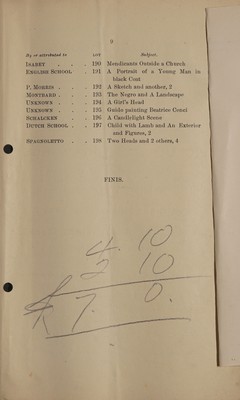 9
By or attributed to LOT Subject.
ISABEY . . . 190 Mendicants Outside a Church
ENGLISH SCHOOL . 191 A Portrait of a Young Man in
black Coat
P. MORRIS . . . 192 A Sketch and another, 2
MONTBARD . . . 193 The Negro and A Landscape
UNKNOWN . . . 194 A Girl's Head
UNKNOWN . . . 195 Guido painting Beatrice Cenci
SCHALCKEN . . 196 A Candlelight Scene
DUTCH SCHOOL . . 197 Child with Lamb and An Exterior
and Figures, 2
SPAGNOLETTO . . 198 Two Heads and 2 others, 4
FINIS.
4. 10
2 10
£ 7. 0.